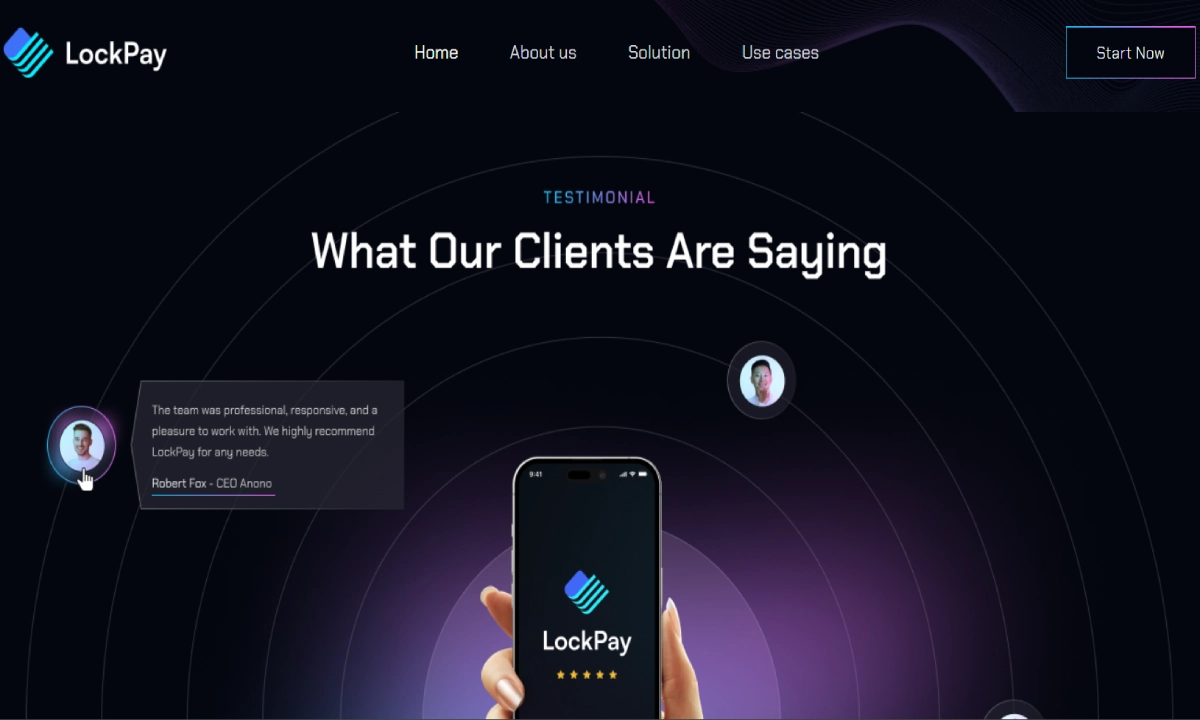 LockPay
Home
About us
Solution
Use cases
Start Now
TESTIMONIAL
What Our Clients Are Saying
The team was professional, responsive, and a
pleasure to work with. We highly recommend
LockPay for any needs.
Robert Fox - CEO Anono
9:41
LockPay